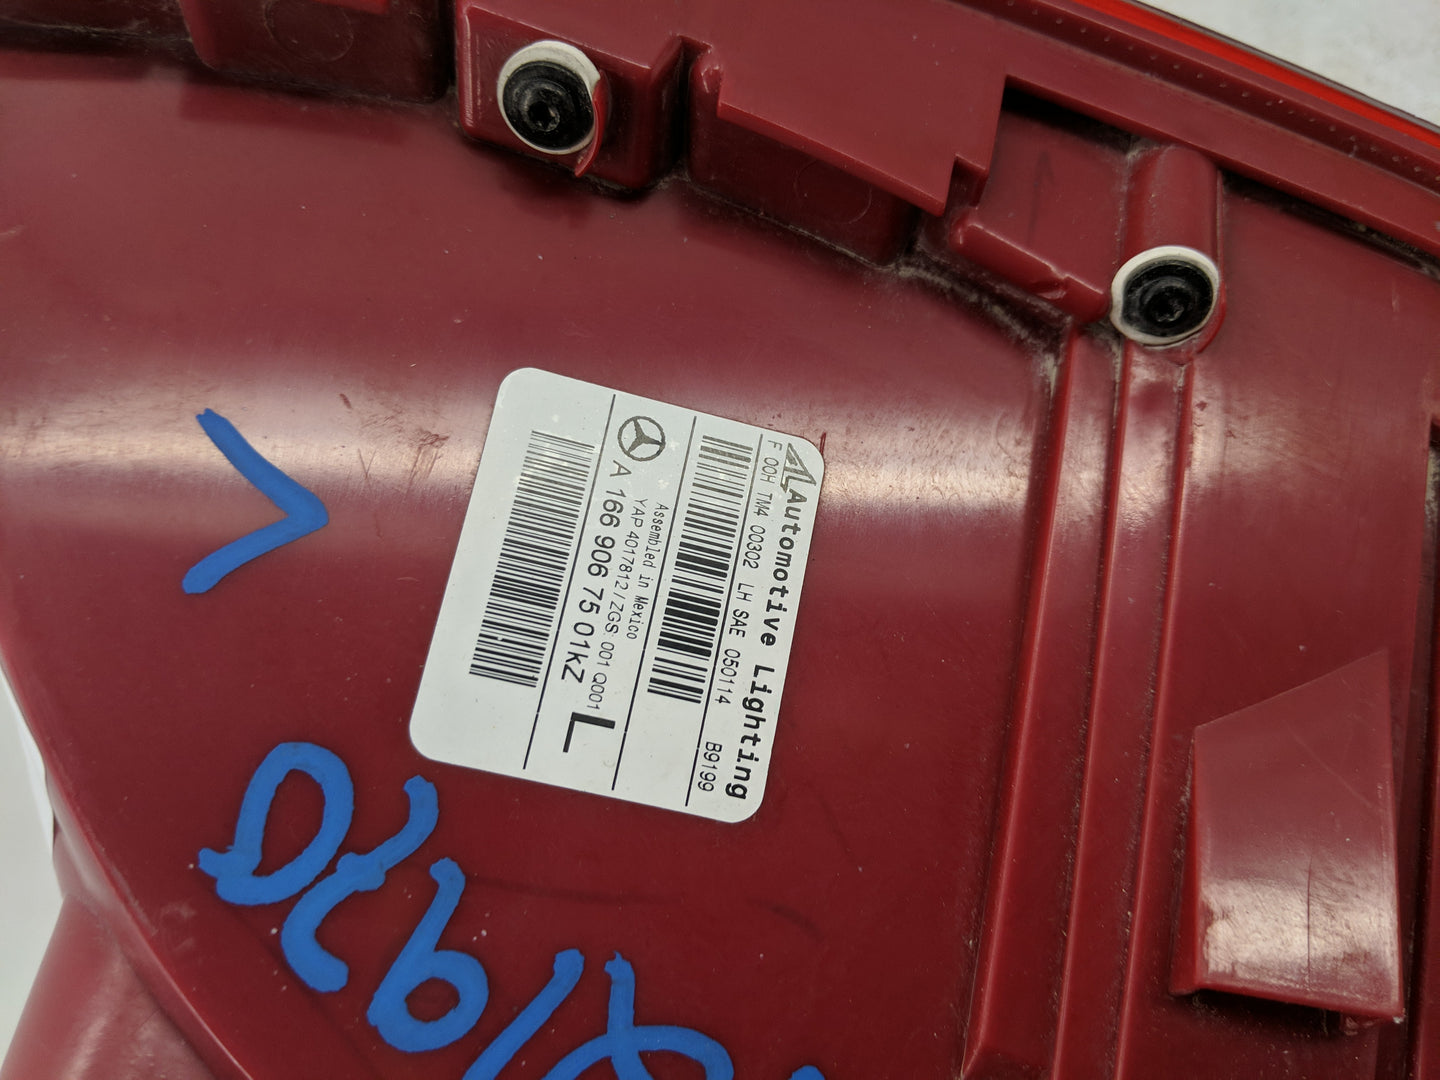 Automotive Lighting
F 00H TM4 00302 LH SAE 050114 B9199
Assembled in Mexico
YAP 4017812/ZGS:001 Q001
A 166 906 75 01kZ L